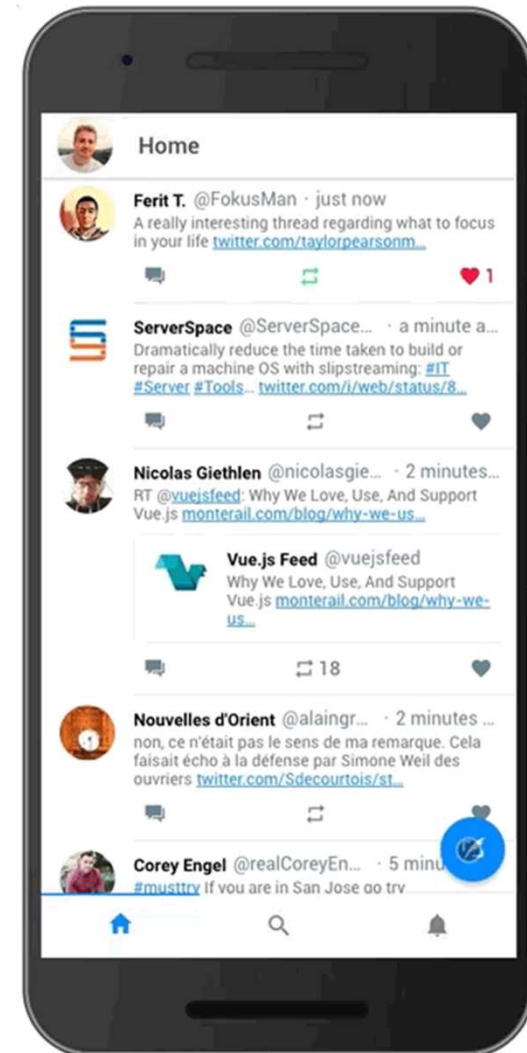 Home
Ferit T. @FokusMan · just now
A really interesting thread regarding what to focus
in your life twitter.com/taylorpearsonm...
1
ServerSpace @ServerSpace... · a minute a...
Dramatically reduce the time taken to build or
repair a machine OS with slipstreaming: #IT
#Server #Tools... twitter.com/i/web/status/8...
Nicolas Giethlen @nicolasgie... · 2 minutes...
RT @vuejsfeed: Why We Love, Use, And Support
Vue.js monterail.com/blog/why-we-us...
Vue.js Feed @vuejsfeed
Why We Love, Use, And Support
Vue.js monterail.com/blog/why-we-
us...
18
Nouvelles d'Orient @alaingr... · 2 minutes ...
non, ce n'était pas le sens de ma remarque. Cela
faisait écho à la défense par Simone Weil des
ouvriers twitter.com/Sdecourtois/st...
Corey Engel @realCoreyEn... · 5 minu
#musttry If you are in San Jose go try